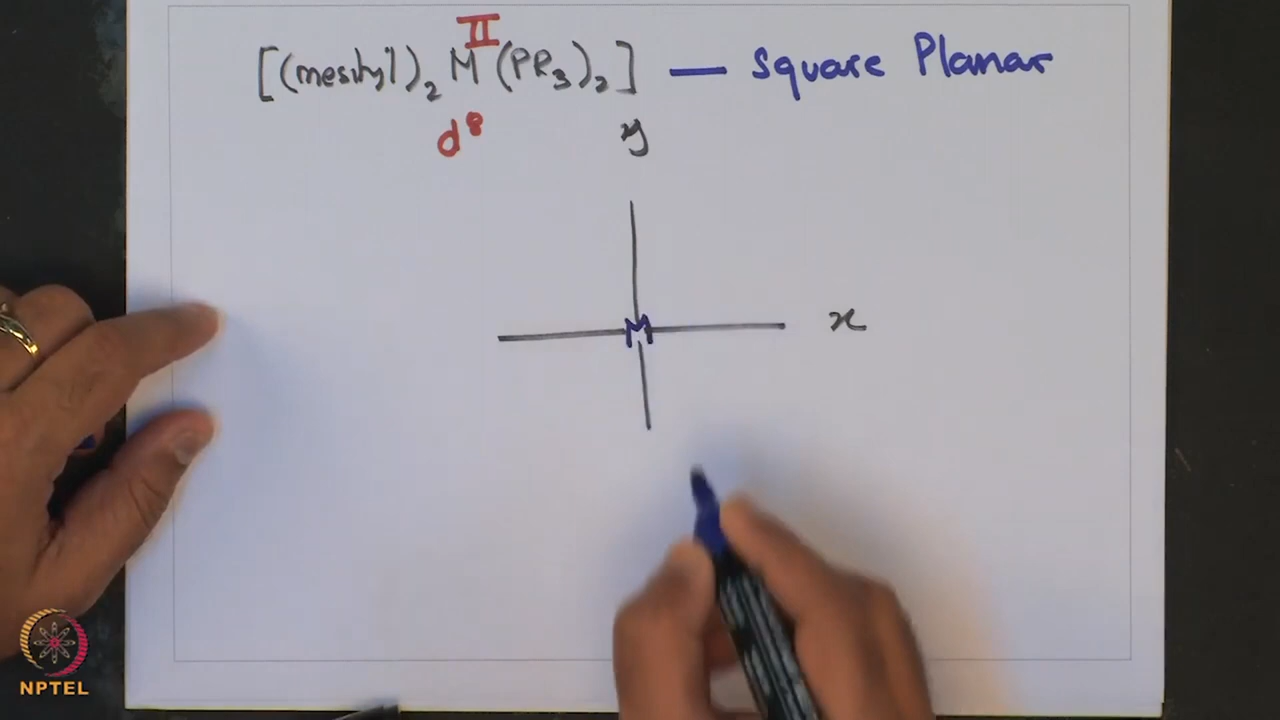 [(mesityl)₂ M^II (PR₃)₂] — Square Planar
d⁸
y
M
x
NPTEL